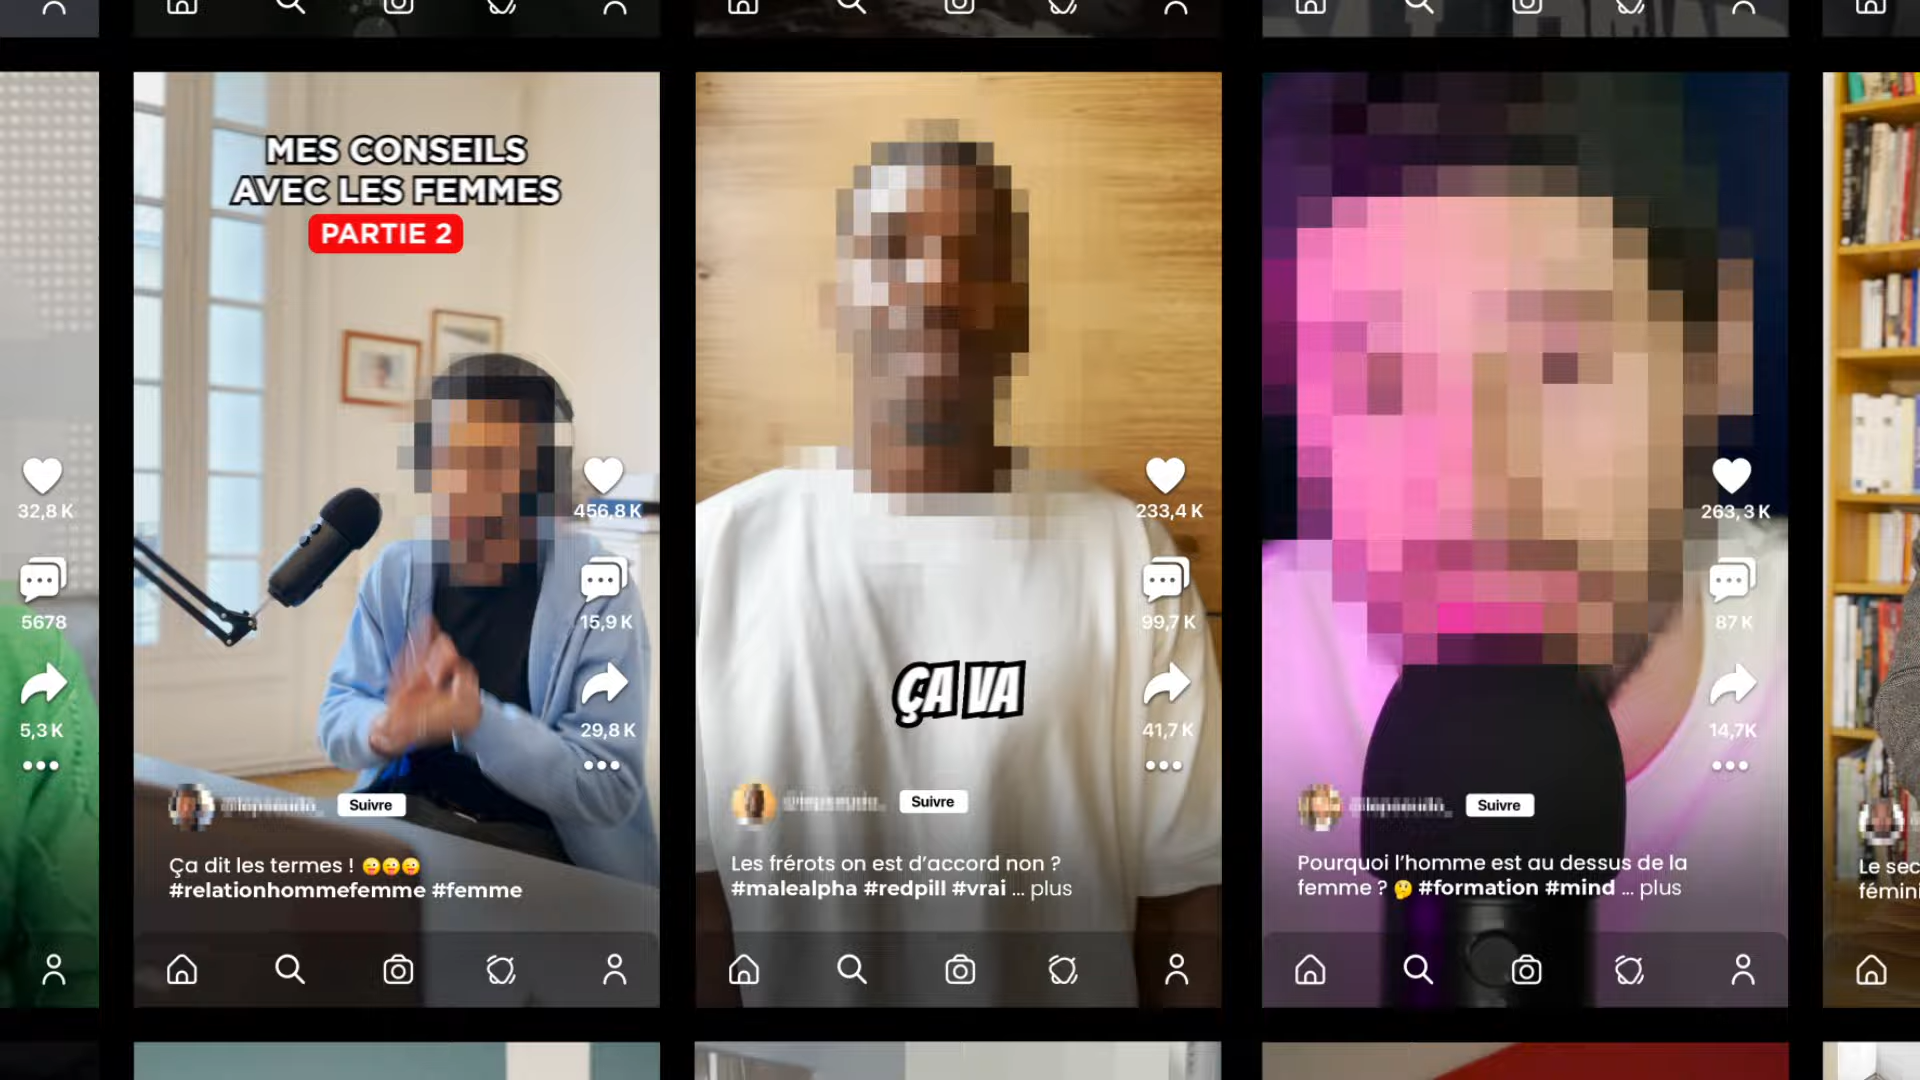 32,8 K
5678
5,3 K
MES CONSEILS
AVEC LES FEMMES
PARTIE 2
456,8 K
15,9 K
29,8 K
Suivre
Ça dit les termes ! 😜😜😜
#relationhommefemme #femme
233,4 K
99,7 K
ÇA VA
41,7 K
Suivre
Les frérots on est d’accord non ?
#malealpha #redpill #vrai ... plus
263,3 K
87 K
14,7K
Suivre
Pourquoi l’homme est au dessus de la
femme ? 🤔 #formation #mind ... plus
Le